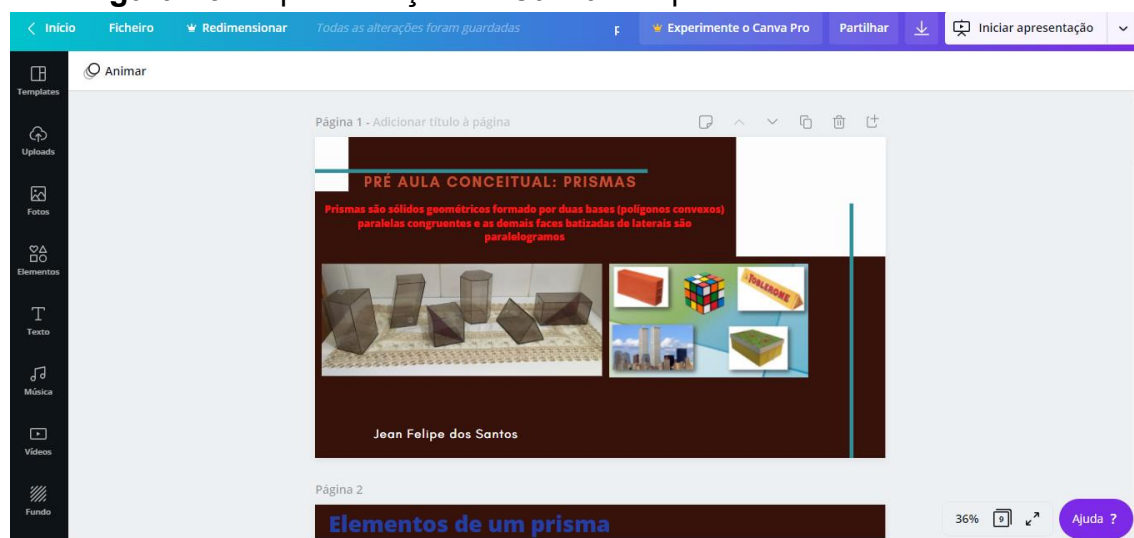 < Início Ficheiro Redimensionar Todas as alterações foram guardadas Experimente o Canva Pro Partilhar Iniciar apresentação
Animar
Templates
Uploads
Fotos
Elementos
Texto
Música
Vídeos
Fundo
Página 1 - Adicionar título à página
PRÉ AULA CONCEITUAL: PRISMAS
Prismas são sólidos geométricos formado por duas bases (polígonos convexos)
paralelas congruentes e as demais faces batizadas de laterais são
paralelogramos
TOBLERONE
Jean Felipe dos Santos
Página 2
Elementos de um prisma
36% 9 Ajuda ?